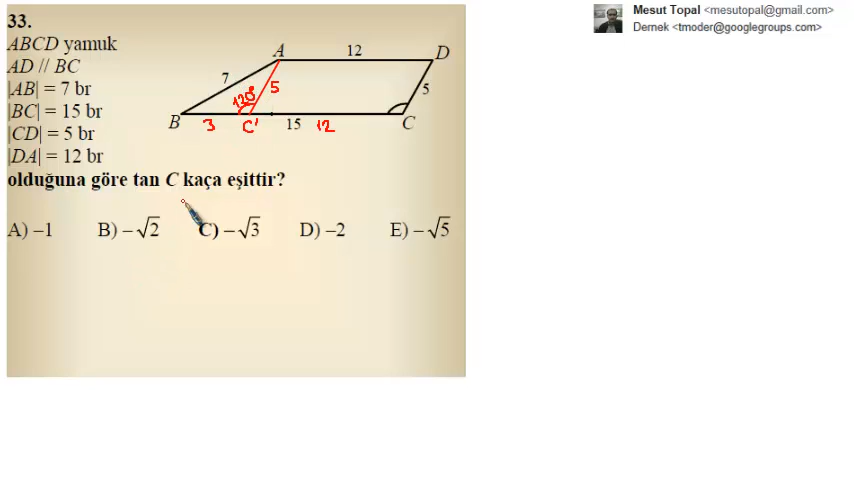 33.
ABCD yamuk
AD // BC
|AB| = 7 br
|BC| = 15 br
|CD| = 5 br
|DA| = 12 br
olduğuna göre tan C kaça eşittir?
A) –1 B) –√2 C) –√3 D) –2 E) –√5
A 12 D
7 5 5
120°
B 3 C' 15 12 C
Mesut Topal <mesutopal@gmail.com>
Dernek <tmoder@googlegroups.com>